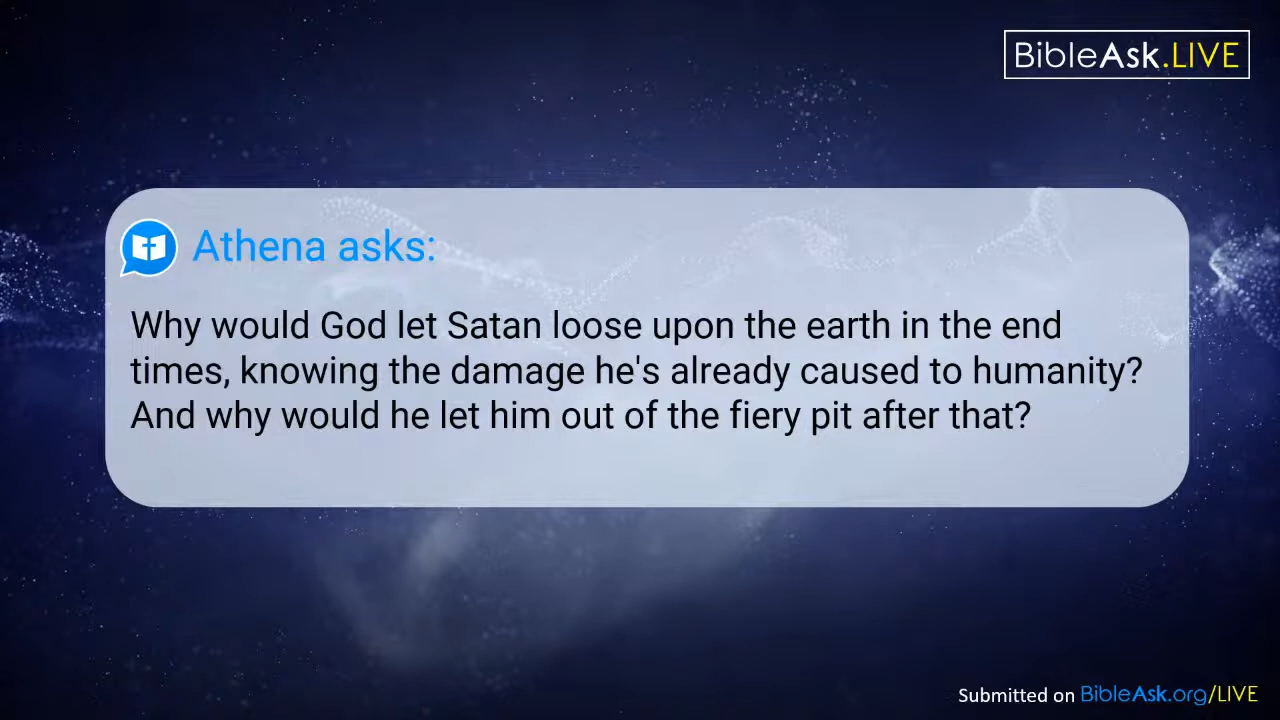 BibleAsk.LIVE
Athena asks:
Why would God let Satan loose upon the earth in the end
times, knowing the damage he's already caused to humanity?
And why would he let him out of the fiery pit after that?
Submitted on BibleAsk.org/LIVE